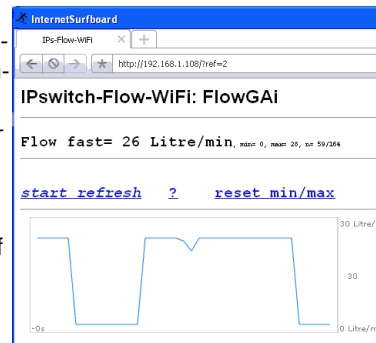 InternetSurfboard
IPs-Flow-WiFi
http://192.168.1.108/?ref=2
IPswitch-Flow-WiFi: FlowGAi
Flow fast= 26 Litre/min, min= 0, max= 28, n= 59/164
start refresh ? reset min/max
30 Litre/
30
-0s
0 Litre/m